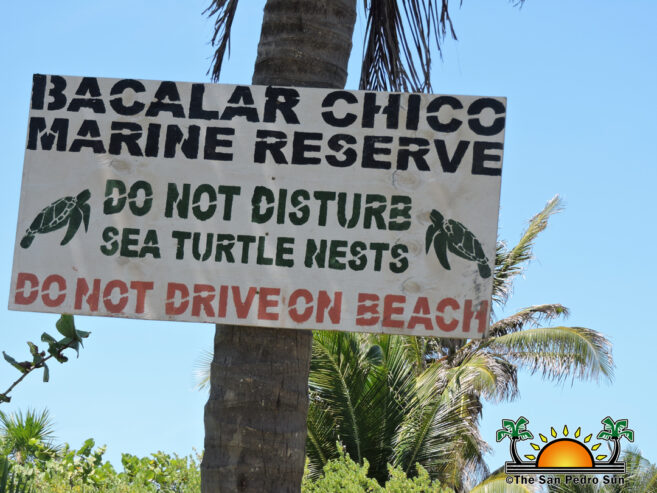 BACALAR CHICO
MARINE RESERVE
DO NOT DISTURB
SEA TURTLE NESTS
DO NOT DRIVE ON BEACH
©The San Pedro Sun